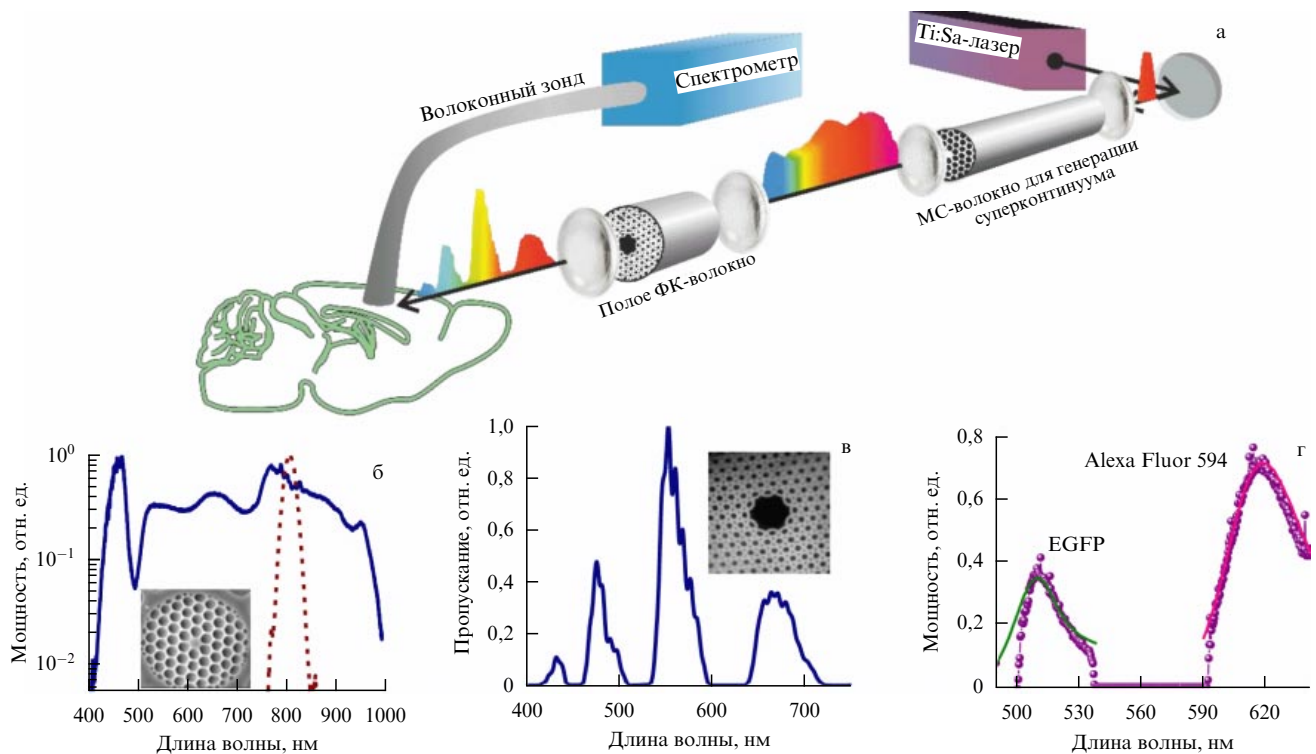 Ti:Sa-лазер
а
Спектрометр
Волоконный зонд
МС-волокно для генерации
суперконтинуума
Полое ФК-волокно
б
10⁰
10⁻¹
10⁻²
Мощность, отн. ед.
400 500 600 700 800 900 1000
Длина волны, нм
в
1,0
0,8
0,6
0,4
0,2
0
Пропускание, отн. ед.
400 500 600 700
Длина волны, нм
г
0,8
0,6
0,4
0,2
0
Мощность, отн. ед.
Alexa Fluor 594
EGFP
500 530 560 590 620
Длина волны, нм